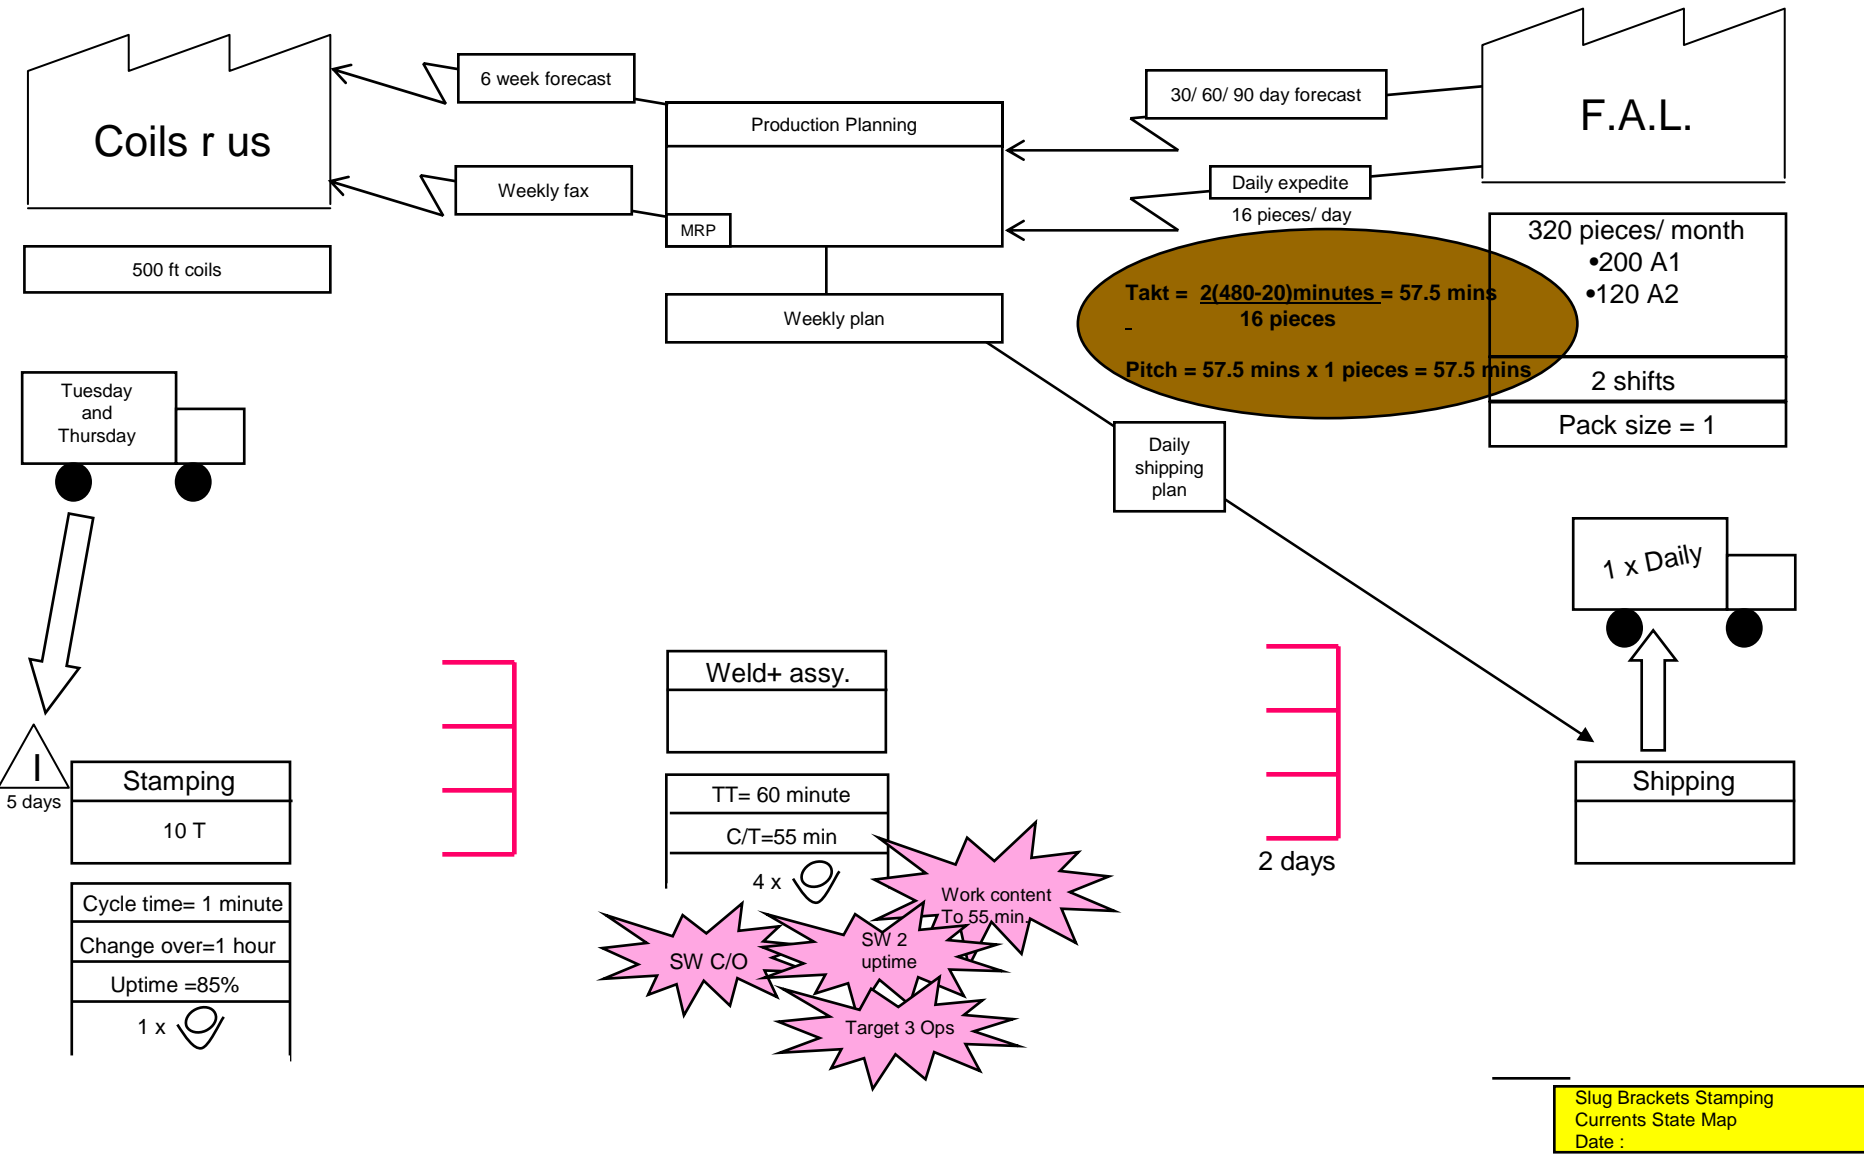 Coils r us
6 week forecast
Weekly fax
Production Planning
MRP
30/ 60/ 90 day forecast
Daily expedite
16 pieces/ day
F.A.L.
500 ft coils
Weekly plan
Takt = 2(480-20)minutes = 57.5 mins
16 pieces
Pitch = 57.5 mins x 1 pieces = 57.5 mins
320 pieces/ month
•200 A1
•120 A2
2 shifts
Pack size = 1
Tuesday
and
Thursday
Daily
shipping
plan
1 x Daily
I
5 days
Stamping
10 T
Cycle time= 1 minute
Change over=1 hour
Uptime =85%
1 x
Weld+ assy.
TT= 60 minute
C/T=55 min
4 x
Work content
To 55 min.
SW C/O
SW 2
uptime
Target 3 Ops
2 days
Shipping
Slug Brackets Stamping
Currents State Map
Date :